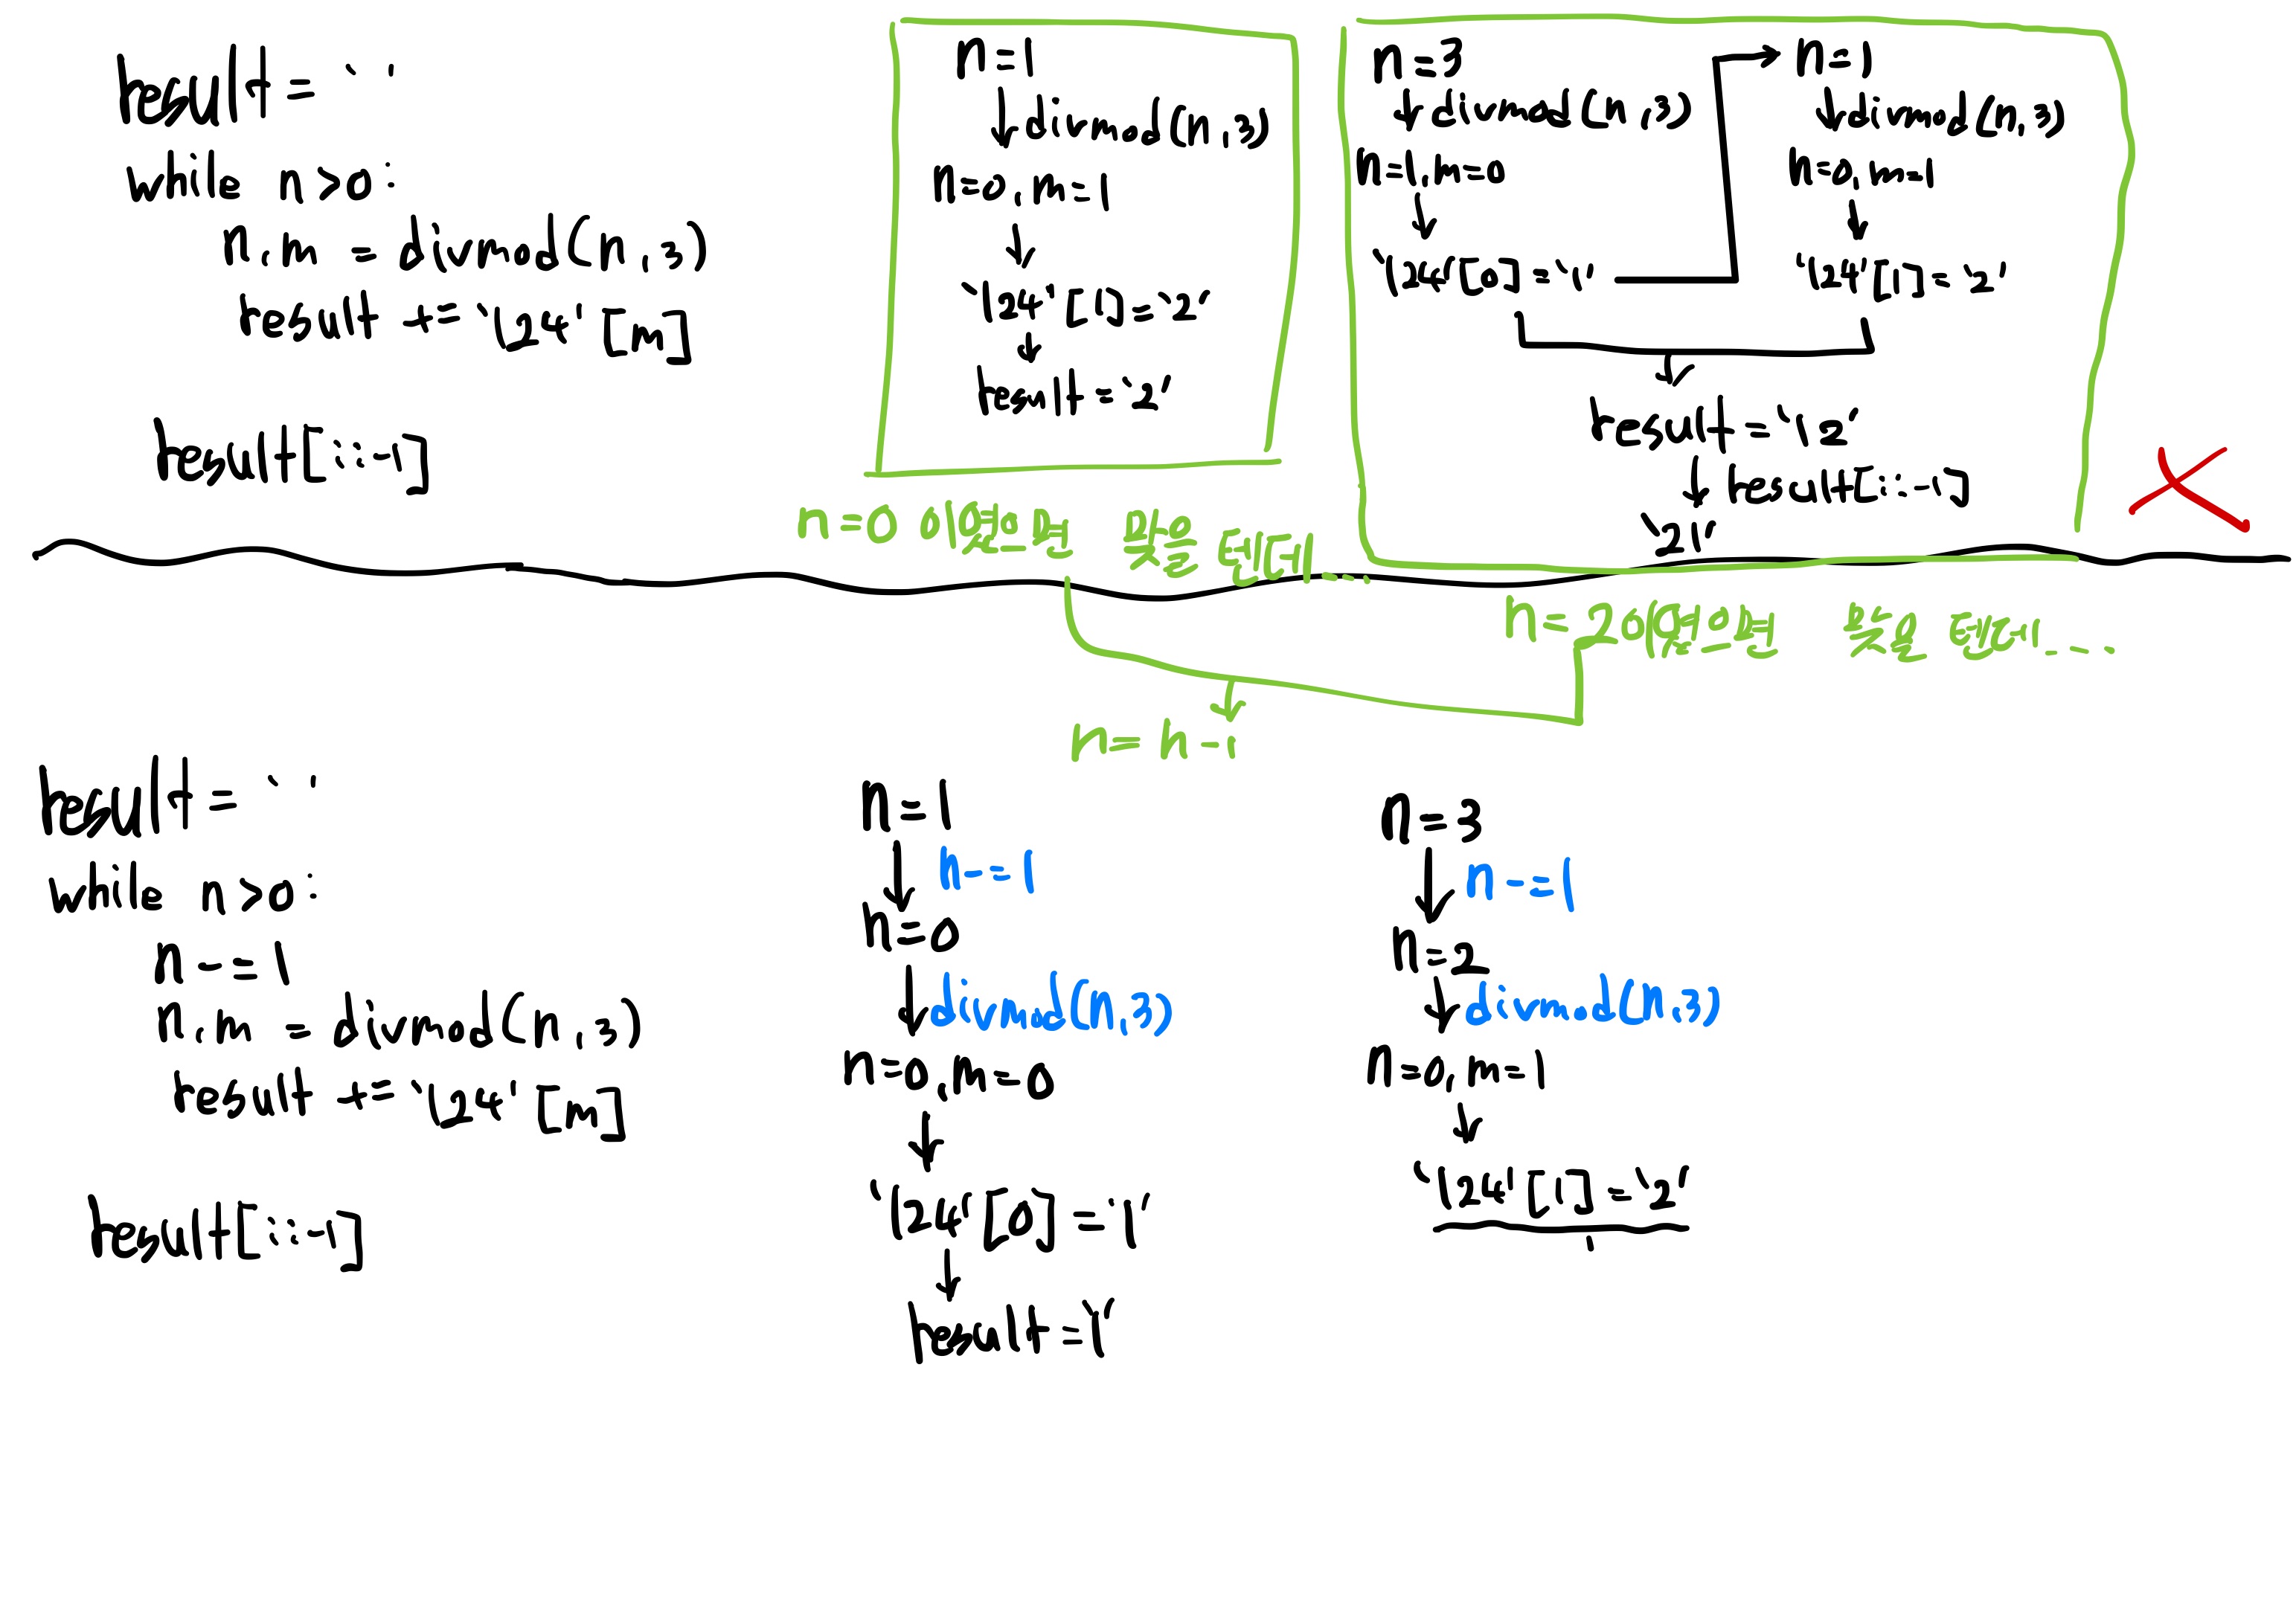 result = ` '
while n>0:
n,m = divmod(n,3)
result += '124'[m]
result[::-1]
n=1
divmod(n,3)
n=0,m=1
'124'[1]='2'
result='2'
n=3
divmod(n,3)
n=1,m=0
'124'[0]='1'
n=1
divmod(n,3)
n=0,m=1
'124'[1]='2'
result='12'
result[::-1]
'21'
n=0 이였으면 됐을 텐데....
n=2 이였으면 됐을 텐데....
n=n-1
result = ` '
while n>0:
n-=1
n,m = divmod(n,3)
result += '124'[m]
result[::-1]
n=1
n-=1
n=0
divmod(n,3)
n=0,m=0
'124'[0]='1'
result='1'
n=3
n-=1
n=2
divmod(n,3)
n=0,m=1
'124'[1]='2'